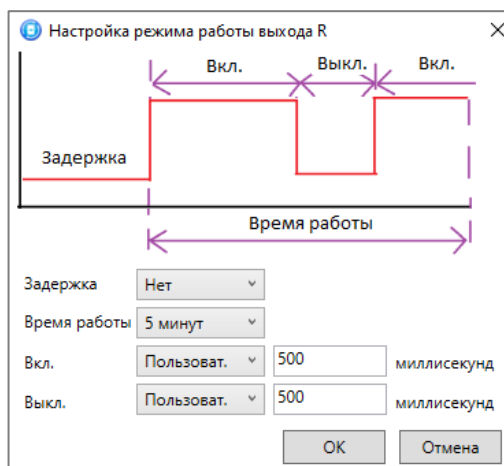 Настройка режима работы выхода R
Вкл. Выкл. Вкл.
Задержка
Время работы
Задержка Нет
Время работы 5 минут
Вкл. Пользоват. 500 миллисекунд
Выкл. Пользоват. 500 миллисекунд
OK Отмена